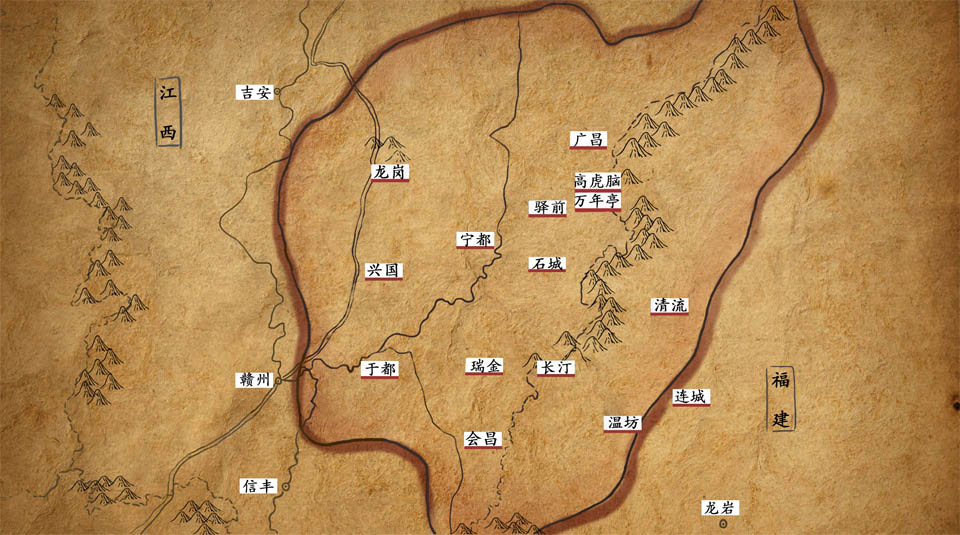 江西
吉安
广昌
龙岗
高虎脑
万年亭
驿前
宁都
石城
兴国
清流
于都
瑞金
长汀
赣州
福建
连城
温坊
会昌
信丰
龙岩